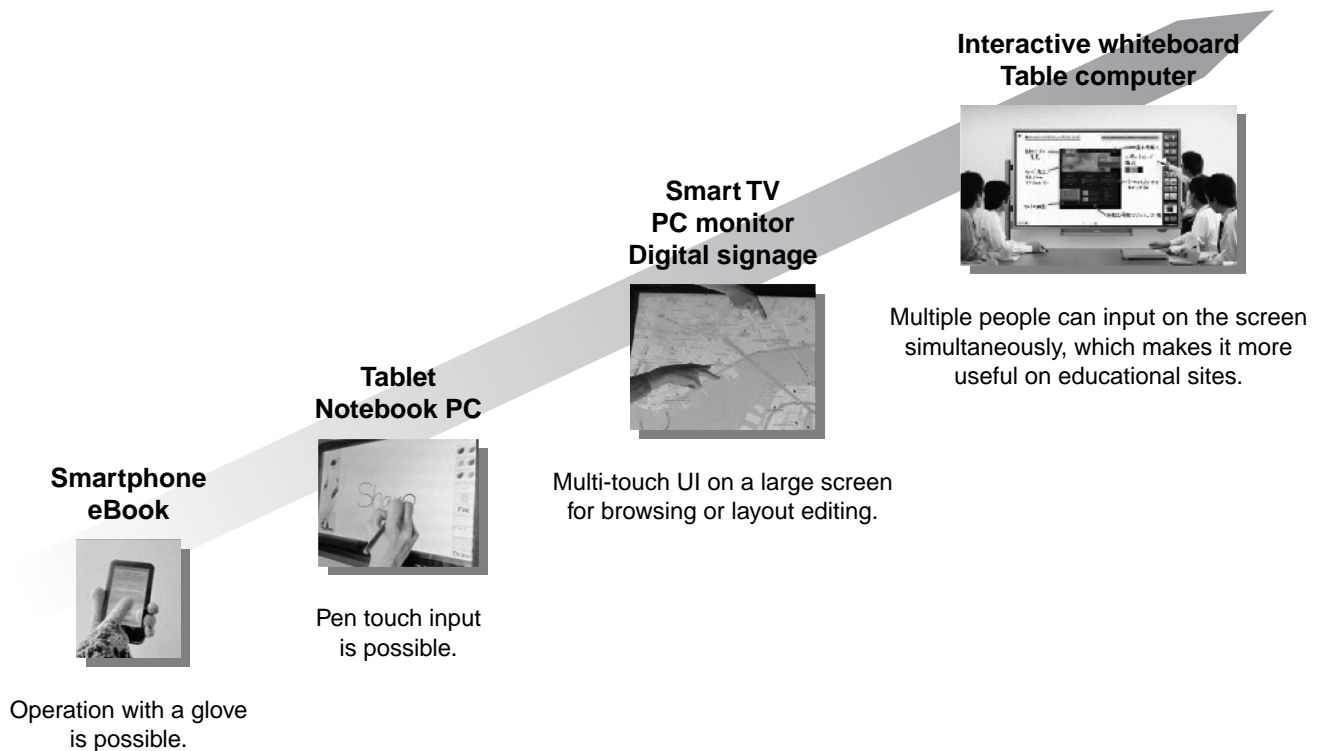 Interactive whiteboard
Table computer
Multiple people can input on the screen
simultaneously, which makes it more
useful on educational sites.
Smart TV
PC monitor
Digital signage
Multi-touch UI on a large screen
for browsing or layout editing.
Tablet
Notebook PC
File
Draw
Pen touch input
is possible.
Smartphone
eBook
Operation with a glove
is possible.